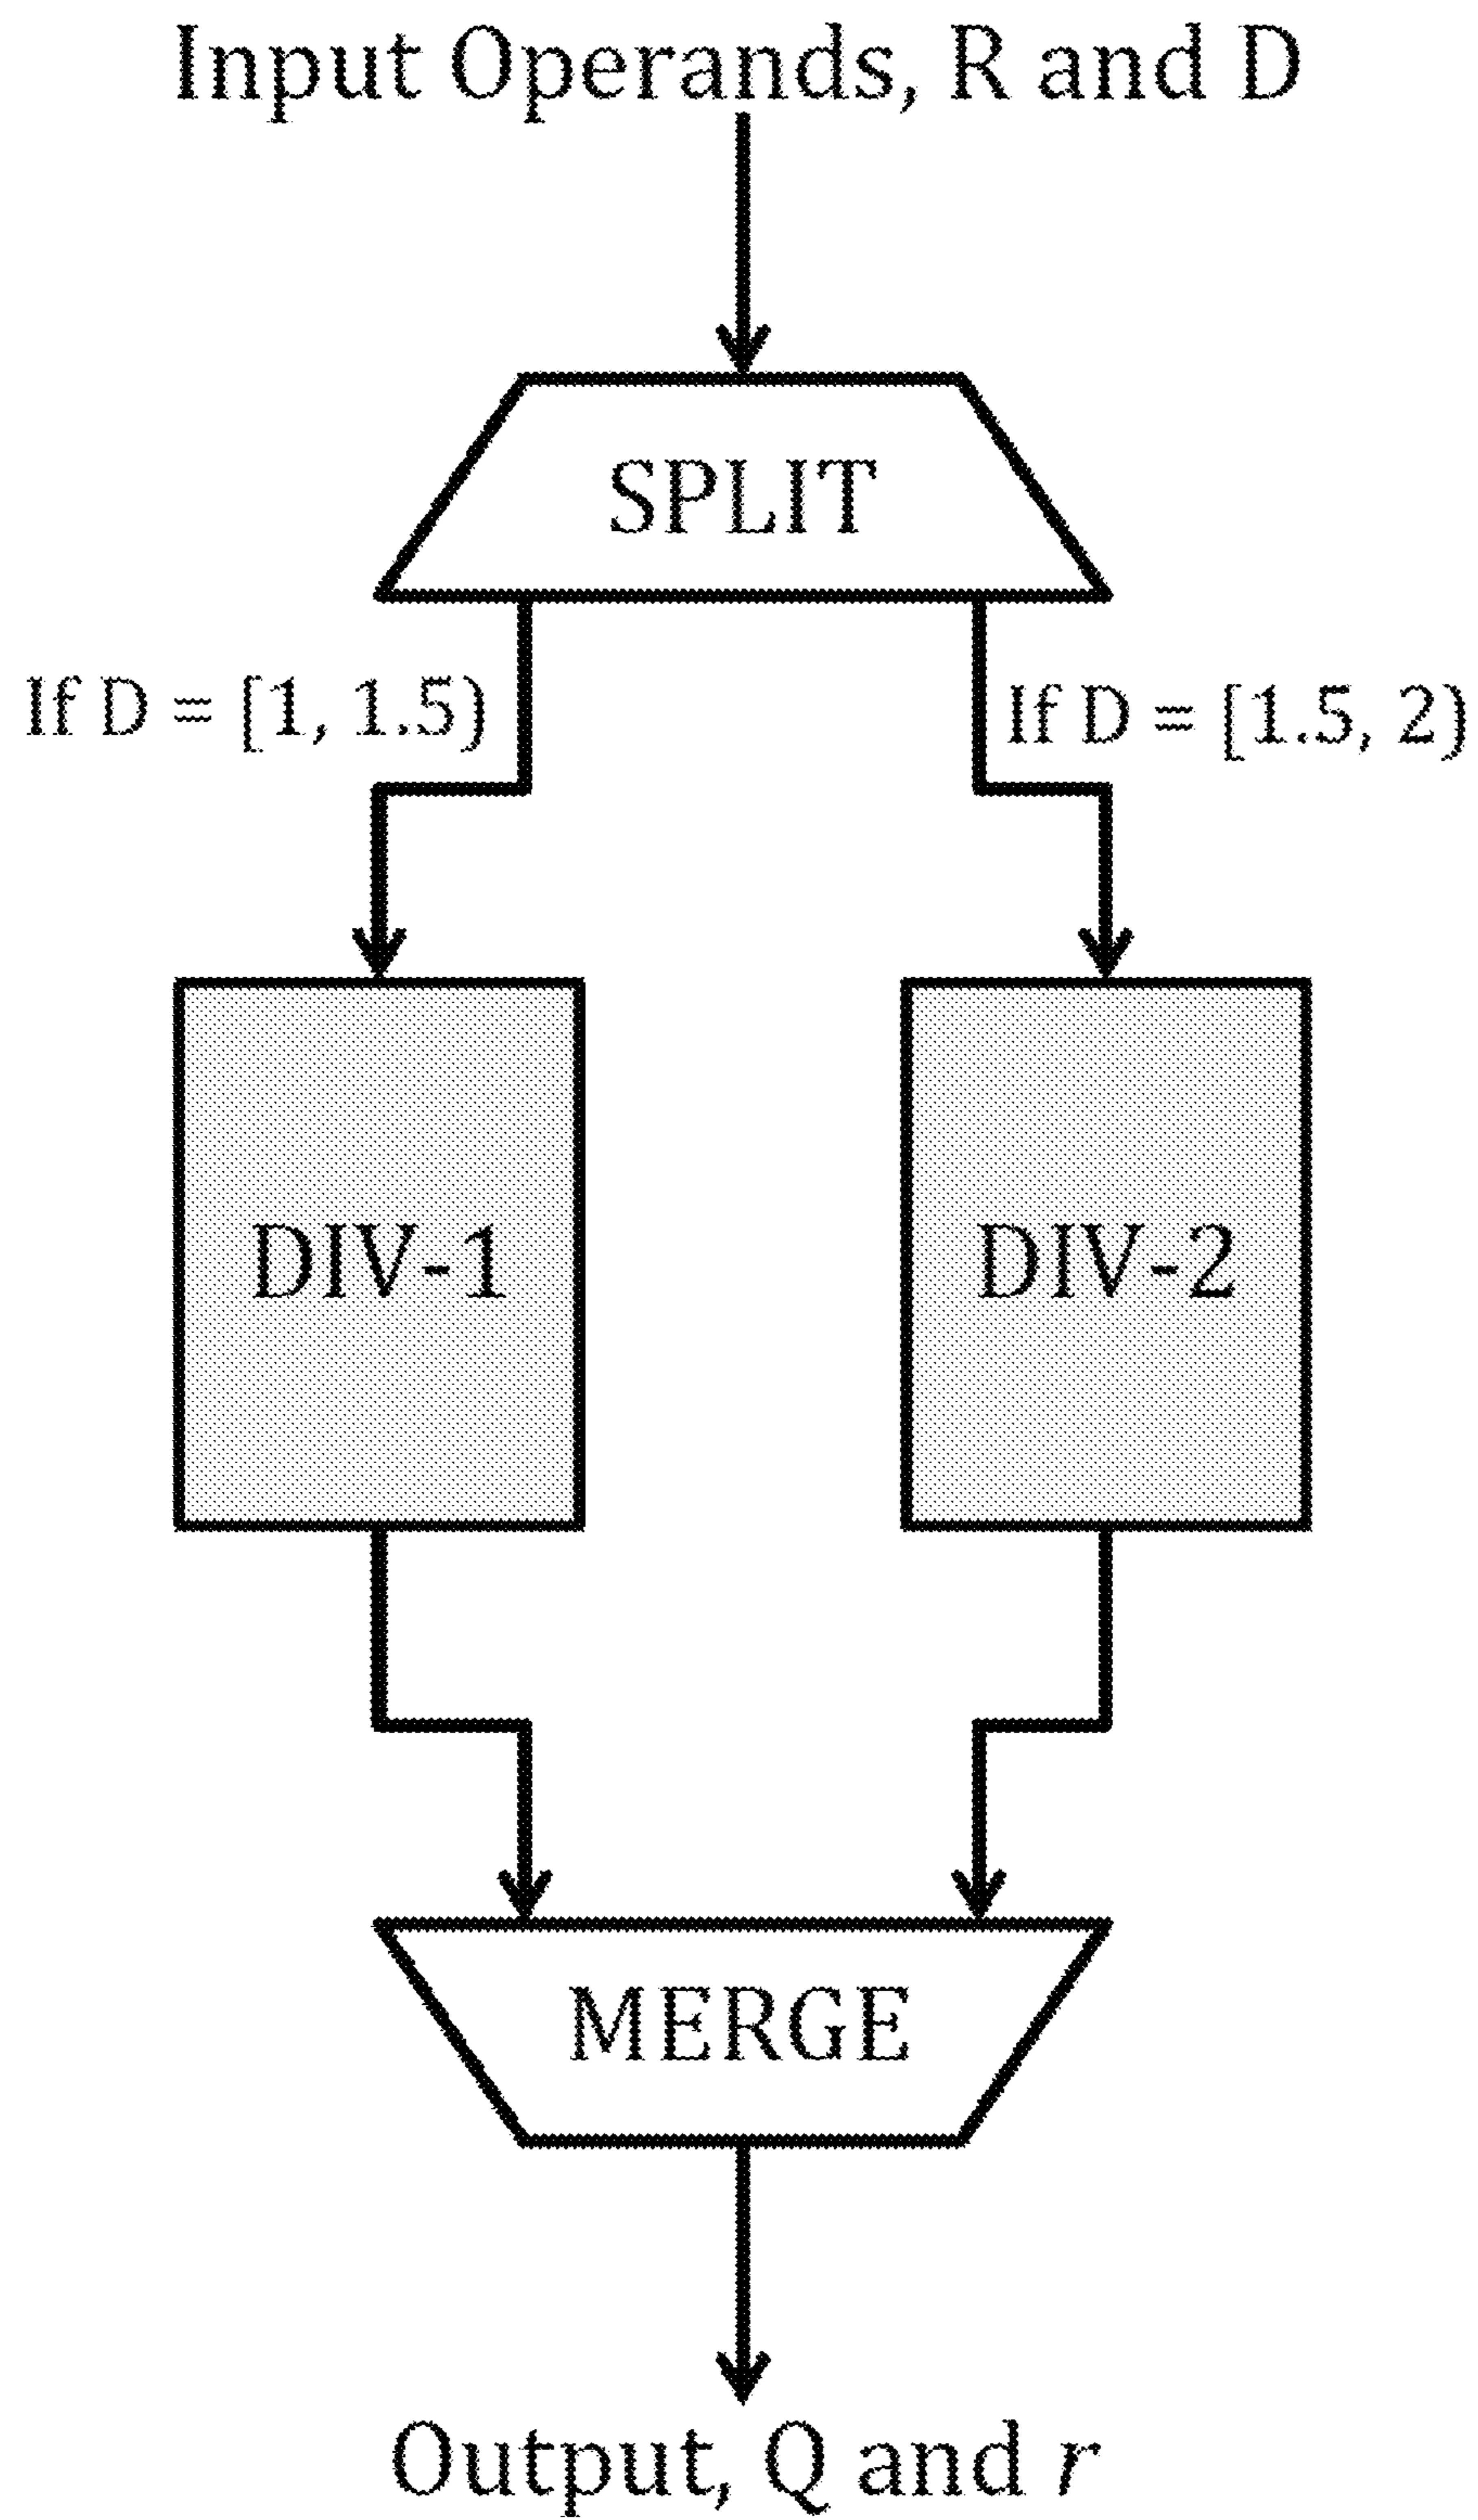 Input Operands, R and D
SPLIT
If D = [1, 1.5)
If D = [1.5, 2)
DIV-1
DIV-2
MERGE
Output, Q and r